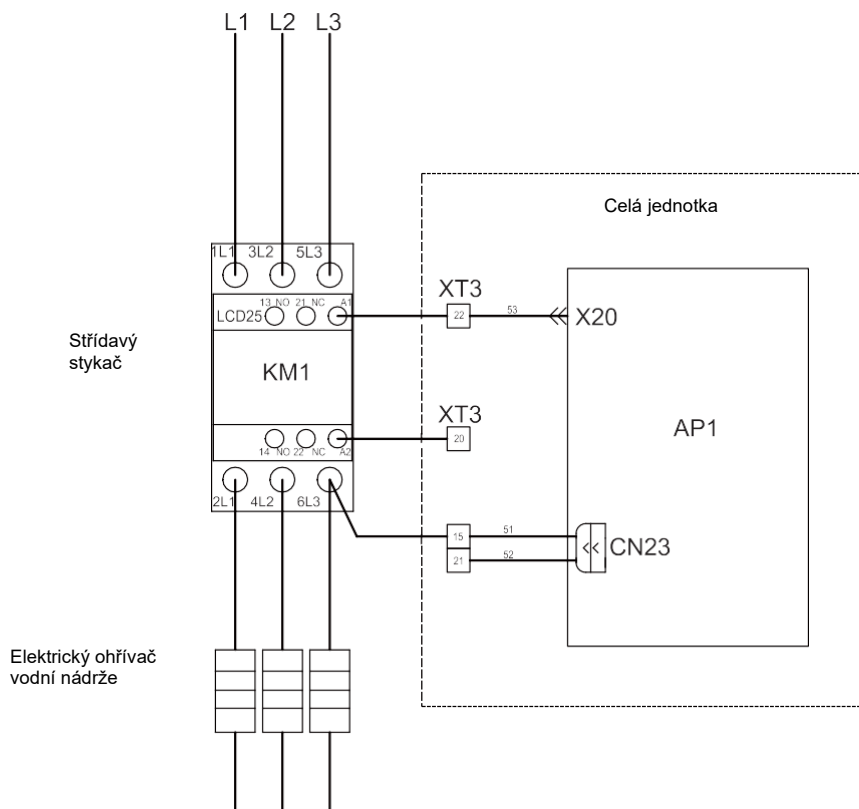 L1 L2 L3
Celá jednotka
1L1 3L2 5L3
13 NO 21 NC A1
LCD25
XT3
22
53
X20
Střídavý
stykač
KM1
XT3
20
AP1
14 NO 22 NC A2
2L1 4L2 6L3
15
51
CN23
21
52
Elektrický ohřívač
vodní nádrže